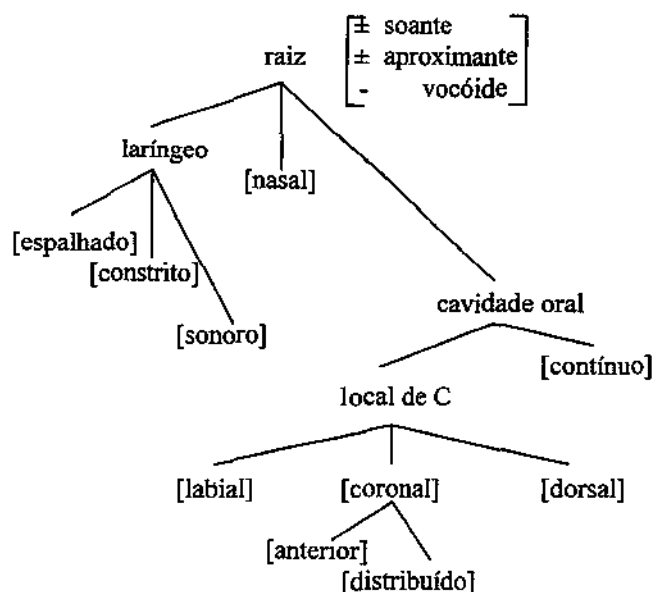 ± soante
raiz ± aproximante
- vocóide
laríngeo
[nasal]
[espalhado]
[constrito]
cavidade oral
[sonoro]
[contínuo]
local de C
[labial] [coronal] [dorsal]
[anterior]
[distribuído]